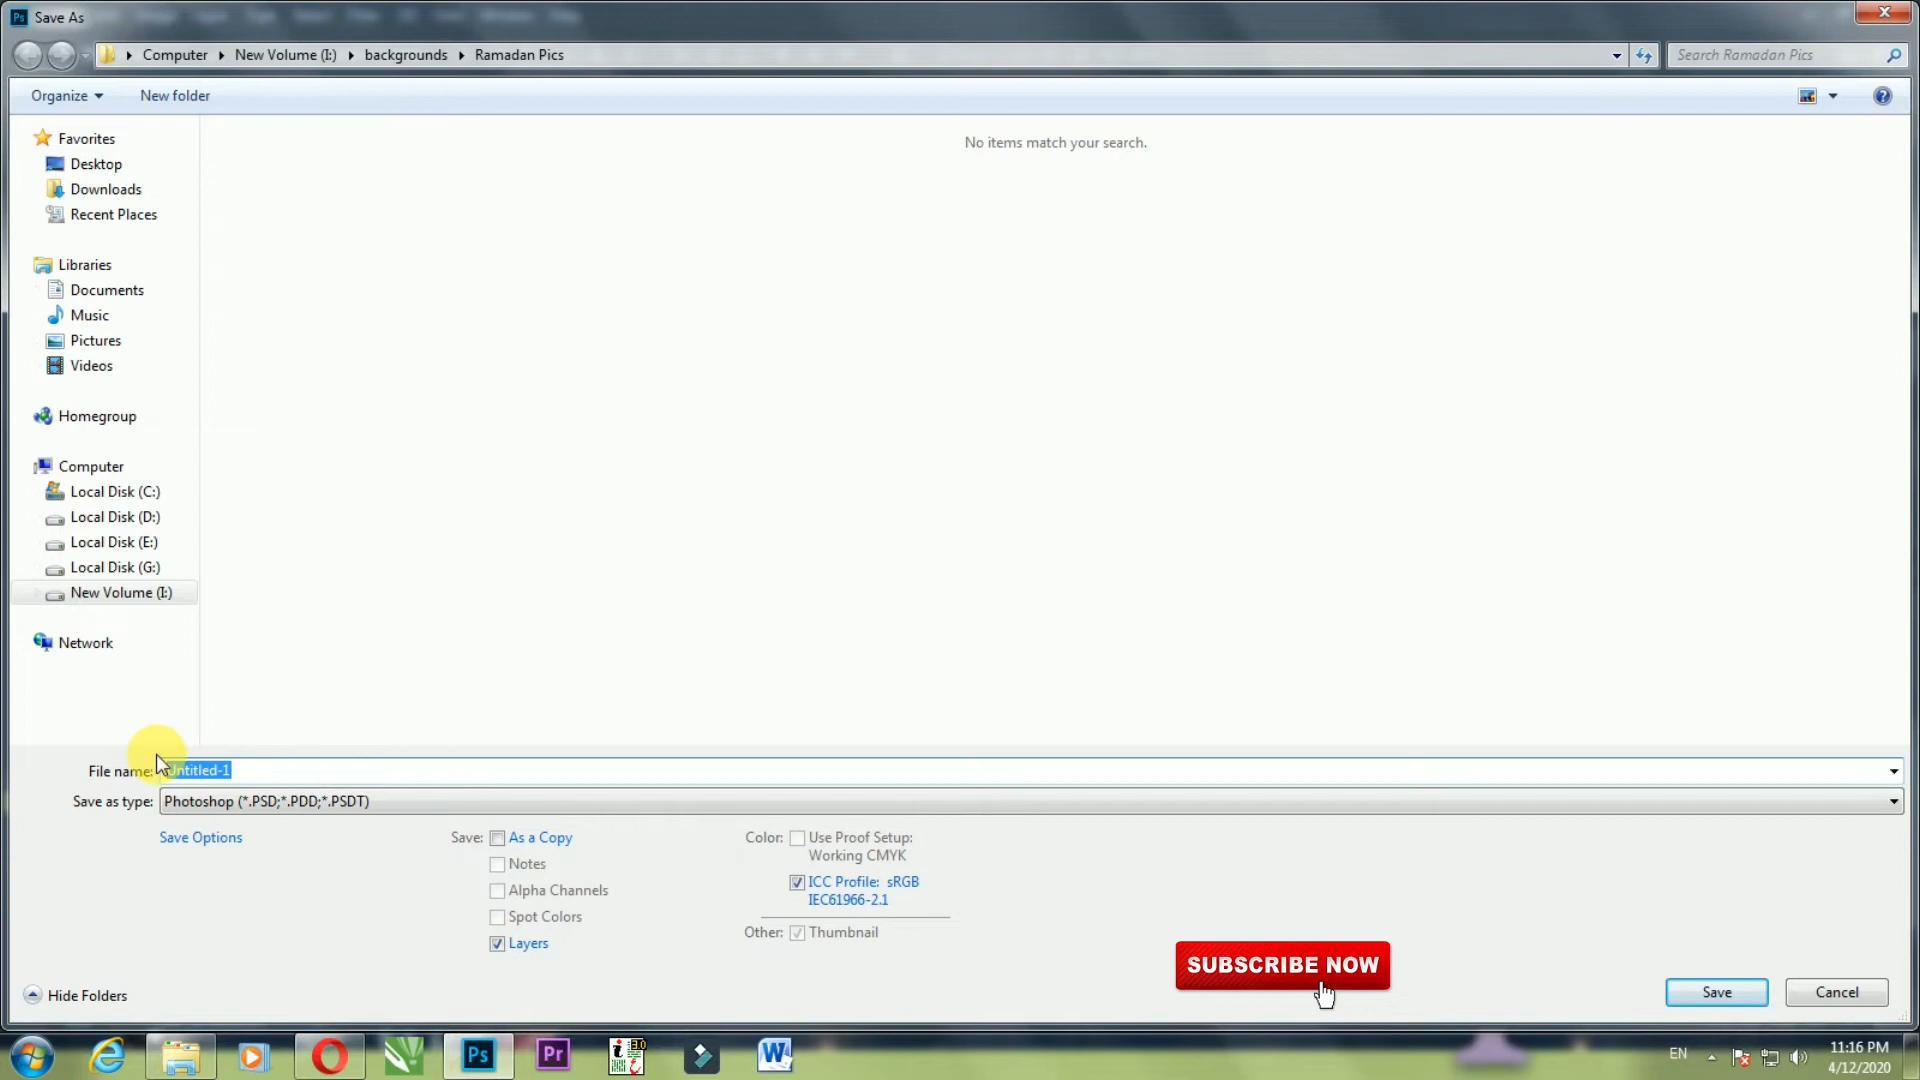 Save As
Computer New Volume (I:) backgrounds Ramadan Pics
Search Ramadan Pics
Organize New folder
Favorites
Desktop
Downloads
Recent Places
Libraries
Documents
Music
Pictures
Videos
Homegroup
Computer
Local Disk (C:)
Local Disk (D:)
Local Disk (E:)
Local Disk (G:)
New Volume (I:)
Network
No items match your search.
File name: Untitled-1
Save as type: Photoshop (*.PSD;*.PDD;*.PSDT)
Save Options
Save: As a Copy
Notes
Alpha Channels
Spot Colors
Layers
Color: Use Proof Setup:
Working CMYK
ICC Profile: sRGB
IEC61966-2.1
Other: Thumbnail
SUBSCRIBE NOW
Hide Folders
Save Cancel
Ps Pr W
EN
11:16 PM
4/12/2020